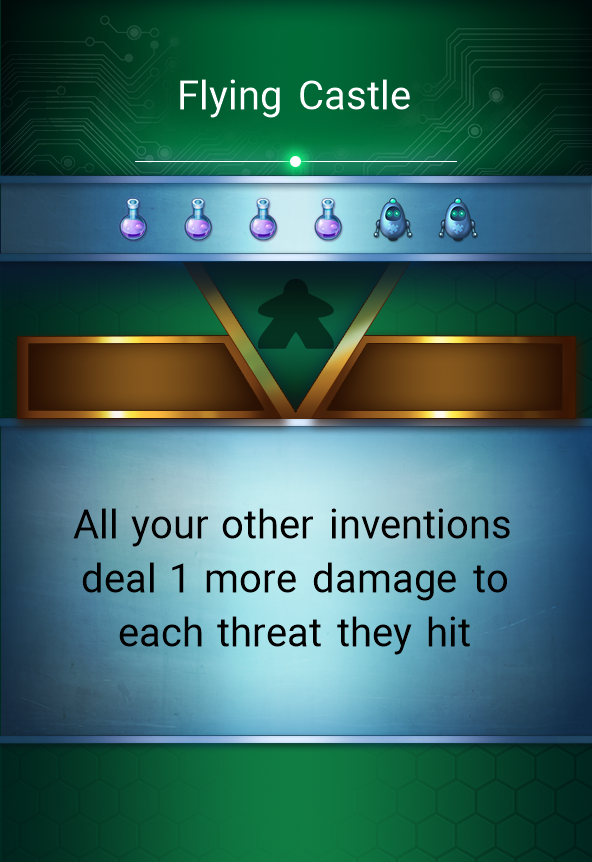 Flying Castle
All your other inventions
deal 1 more damage to
each threat they hit